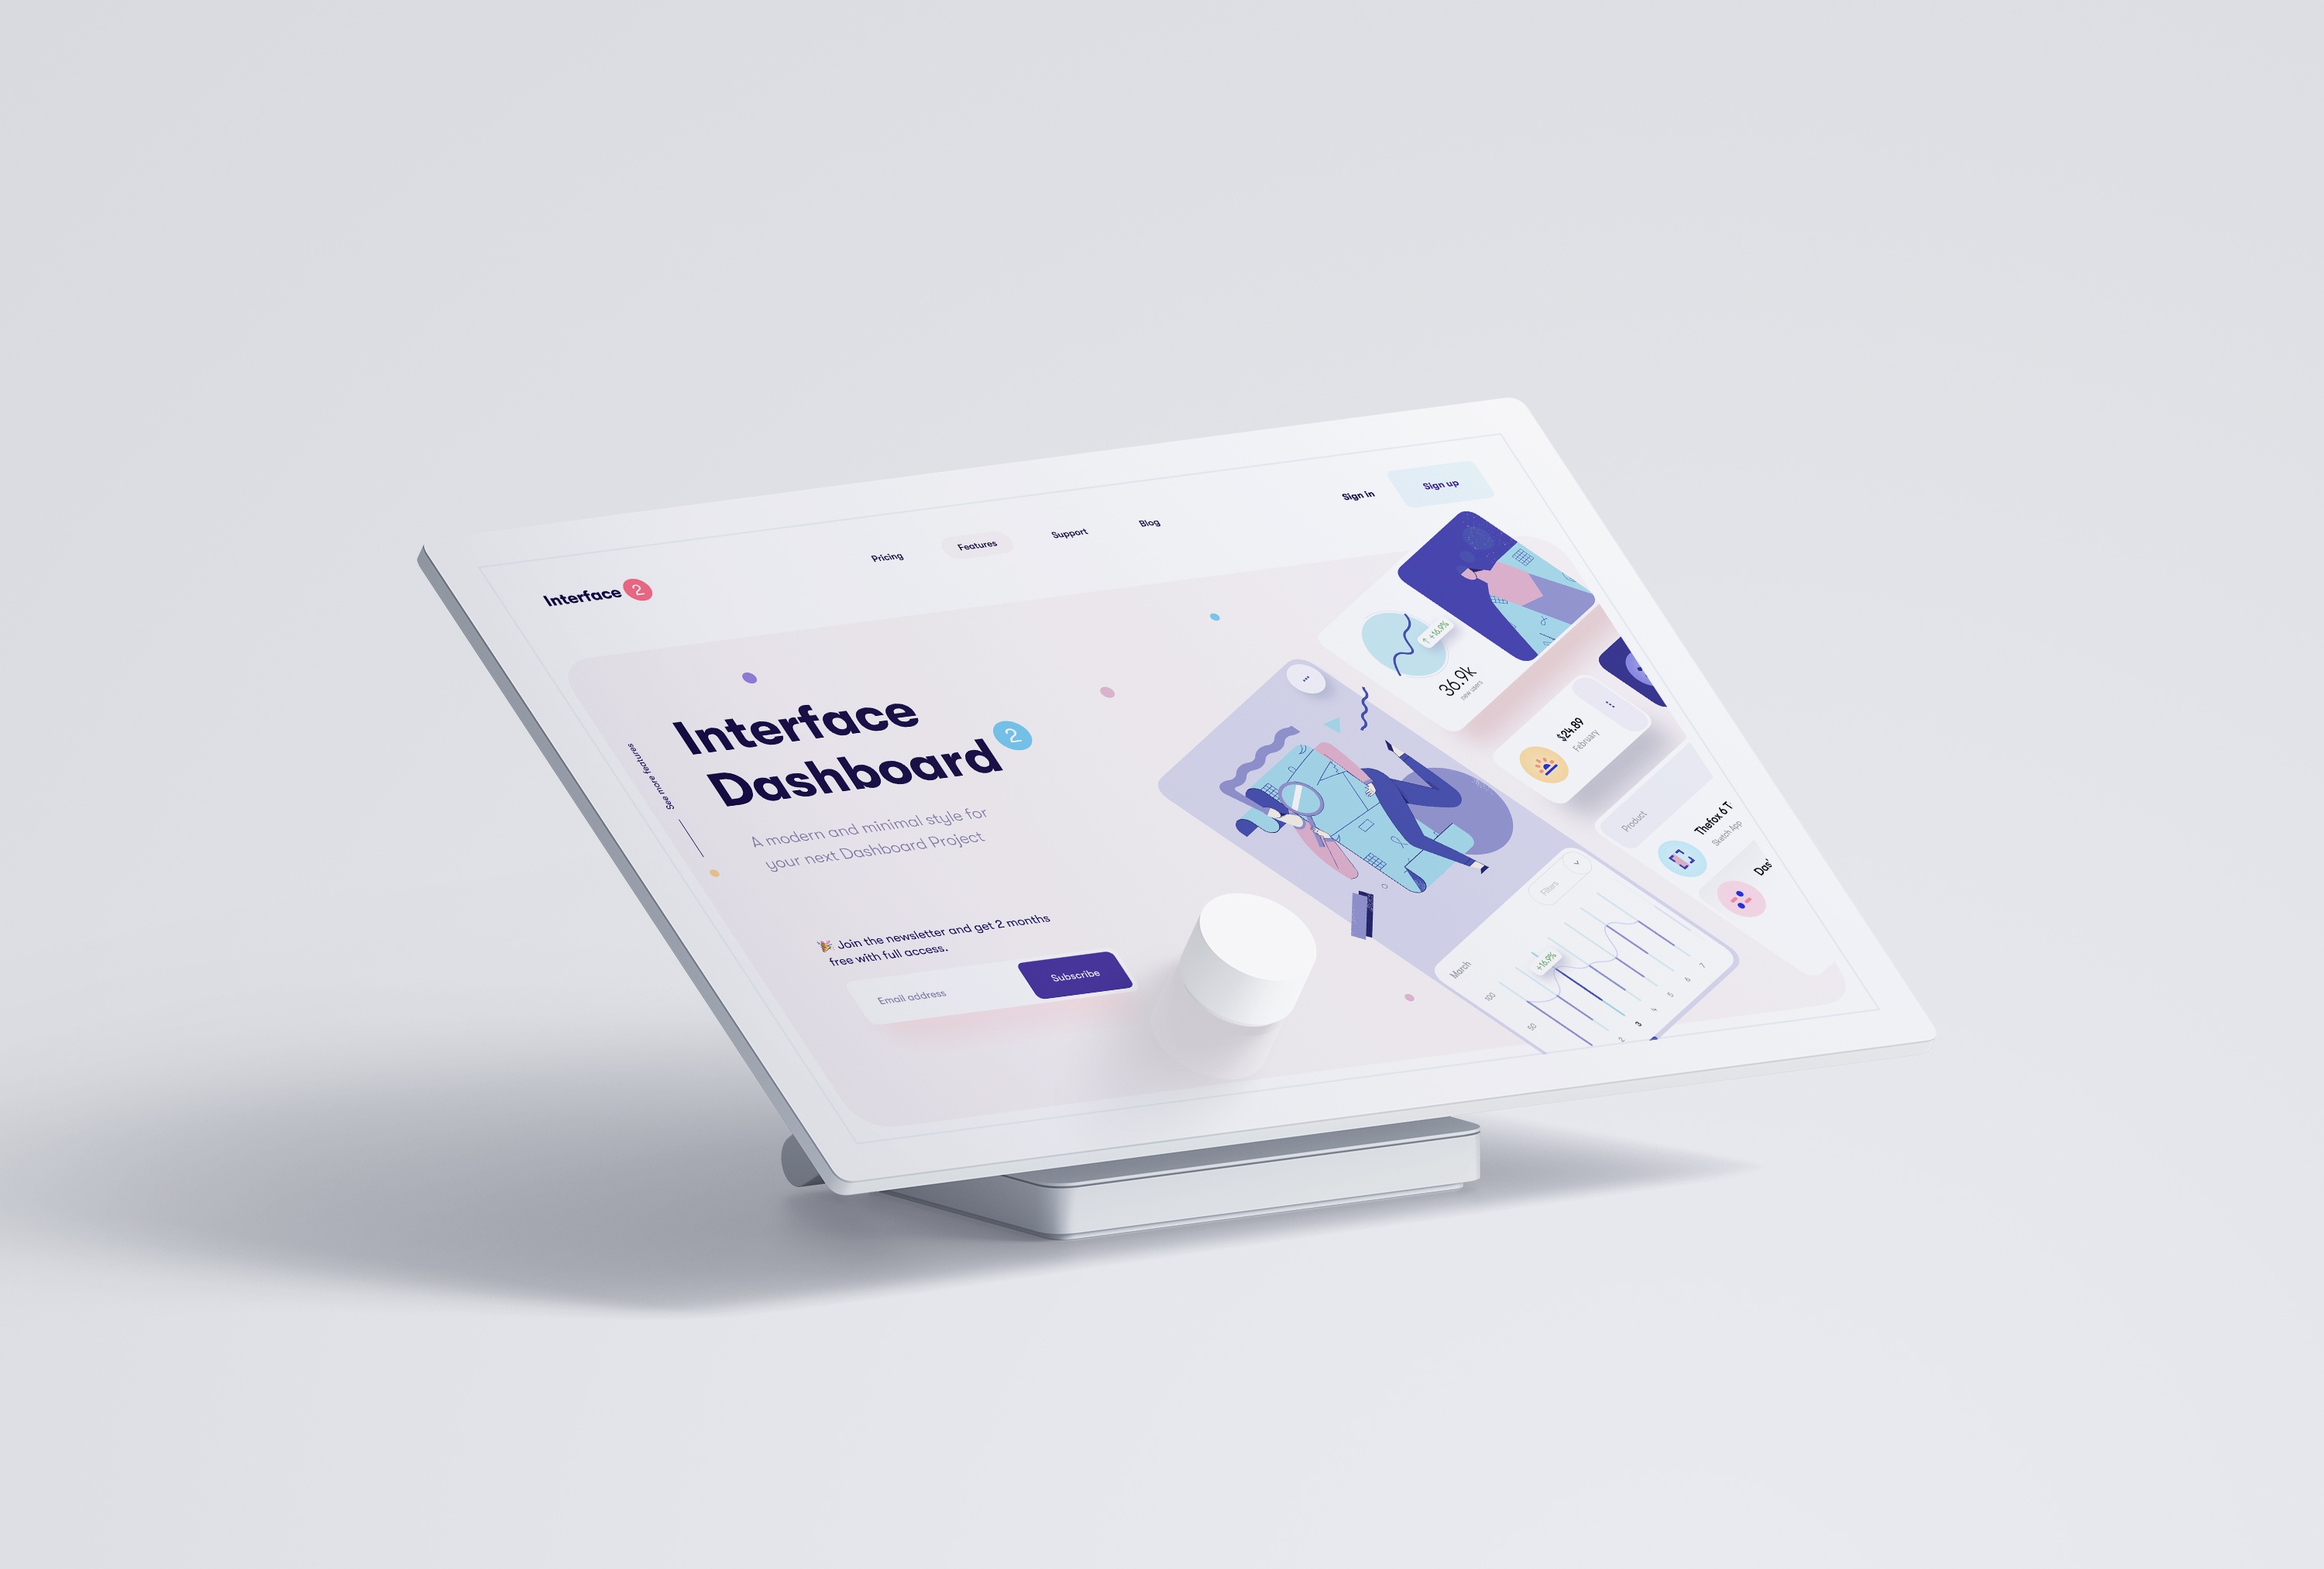 Interface 2
Pricing
Features
Support
Blog
Sign in
Sign up
See more features
Interface
Dashboard 2
A modern and minimal style for
your next Dashboard Project
🎉 Join the newsletter and get 2 months
free with full access.
Email address
Subscribe
↑ +16.9%
36.9k
new users
$24.89
February
Product
Thefox 6 T
Sketch App
Das
March
Filters
+16.9%
100
50
2
3
4
5
6
7